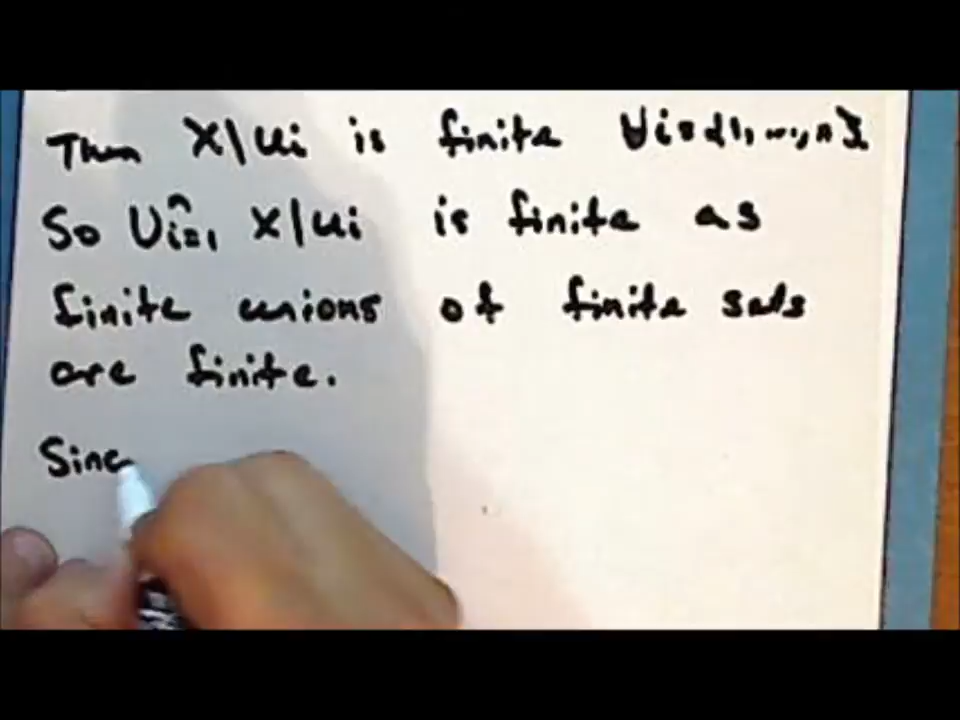 Then X\Ui is finite ∀i={1,...,n}
So ∪ⁿi=1 X\Ui is finite as
finite unions of finite sets
are finite.
Sinc